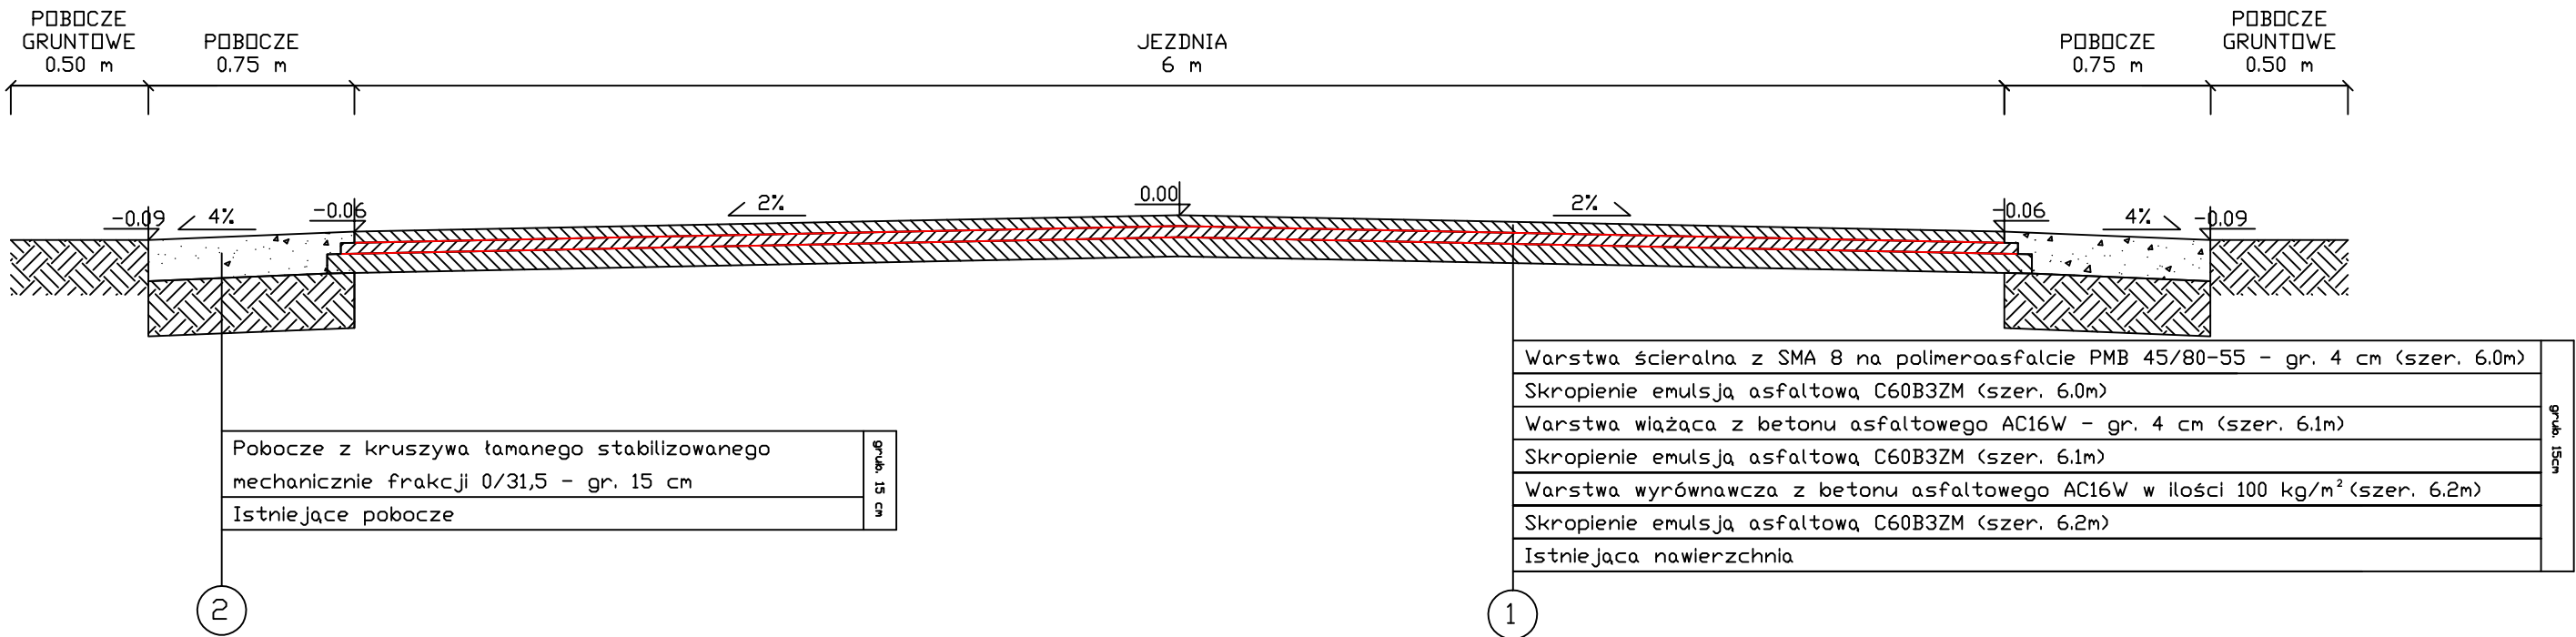 POBOCZE
GRUNTOWE
0.50 m
POBOCZE
0.75 m
JEZDNIA
6 m
POBOCZE
0.75 m
POBOCZE
GRUNTOWE
0.50 m
-0.09
4%
-0.06
2%
0.00
2%
-0.06
4%
-0.09
Warstwa ścieralna z SMA 8 na polimeroasfalcie PMB 45/80-55 - gr. 4 cm (szer. 6.0m)
Skropienie emulsją asfaltową C60B3ZM (szer. 6.0m)
Warstwa wiążąca z betonu asfaltowego AC16W - gr. 4 cm (szer. 6.1m)
Skropienie emulsją asfaltową C60B3ZM (szer. 6.1m)
Warstwa wyrównawcza z betonu asfaltowego AC16W w ilości 100 kg/m² (szer. 6.2m)
Skropienie emulsją asfaltową C60B3ZM (szer. 6.2m)
Istniejąca nawierzchnia
grub. 15cm
Pobocze z kruszywa łamanego stabilizowanego
mechanicznie frakcji 0/31,5 - gr. 15 cm
Istniejące pobocze
grub. 15 cm
2
1